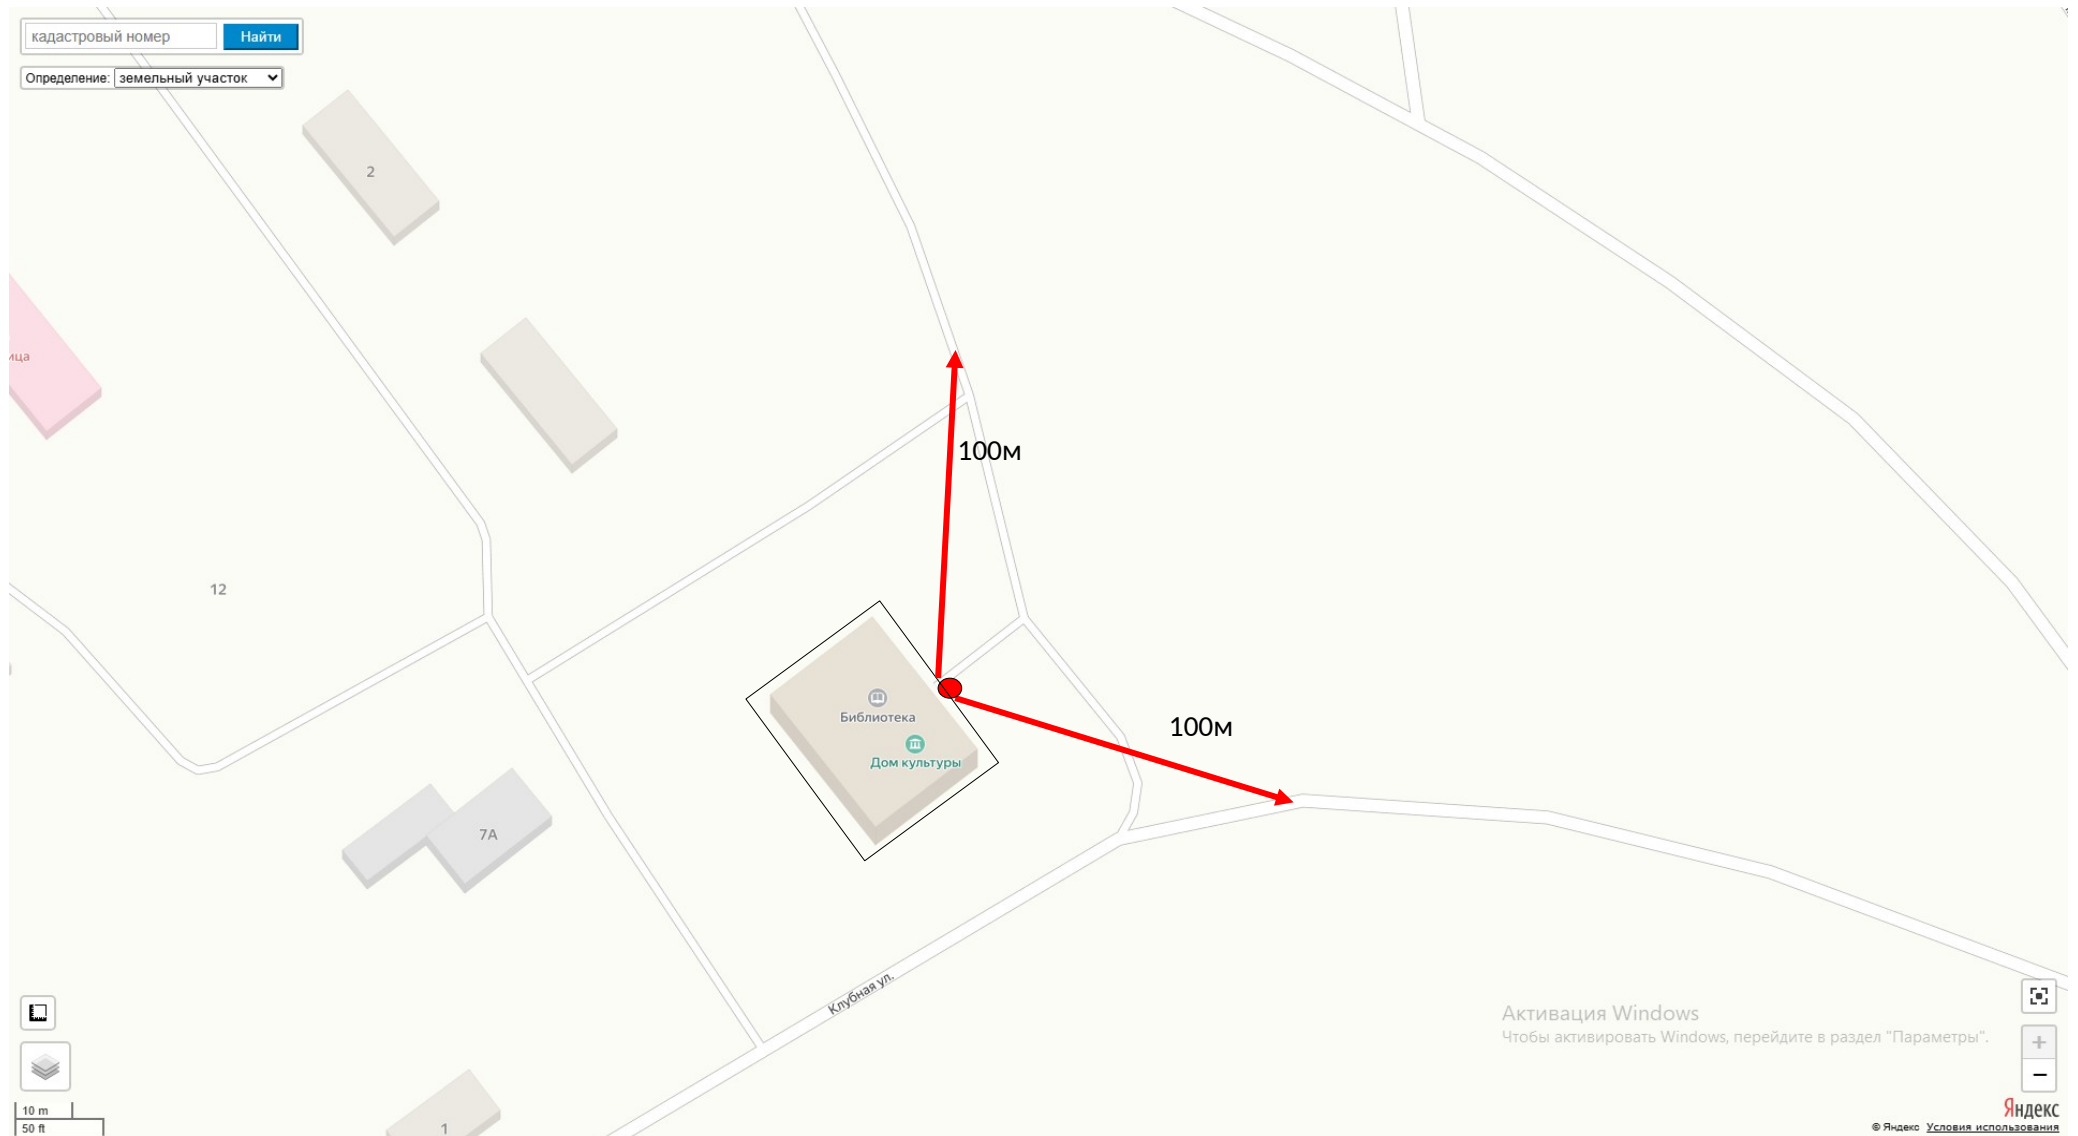 кадастровый номер
Найти
Определение: земельный участок
2
ица
100м
12
Библиотека
100м
Дом культуры
7А
Клубная ул.
Активация Windows
Чтобы активировать Windows, перейдите в раздел "Параметры".
+
−
10 m
50 ft
1
Яндекс
© Яндекс Условия использования